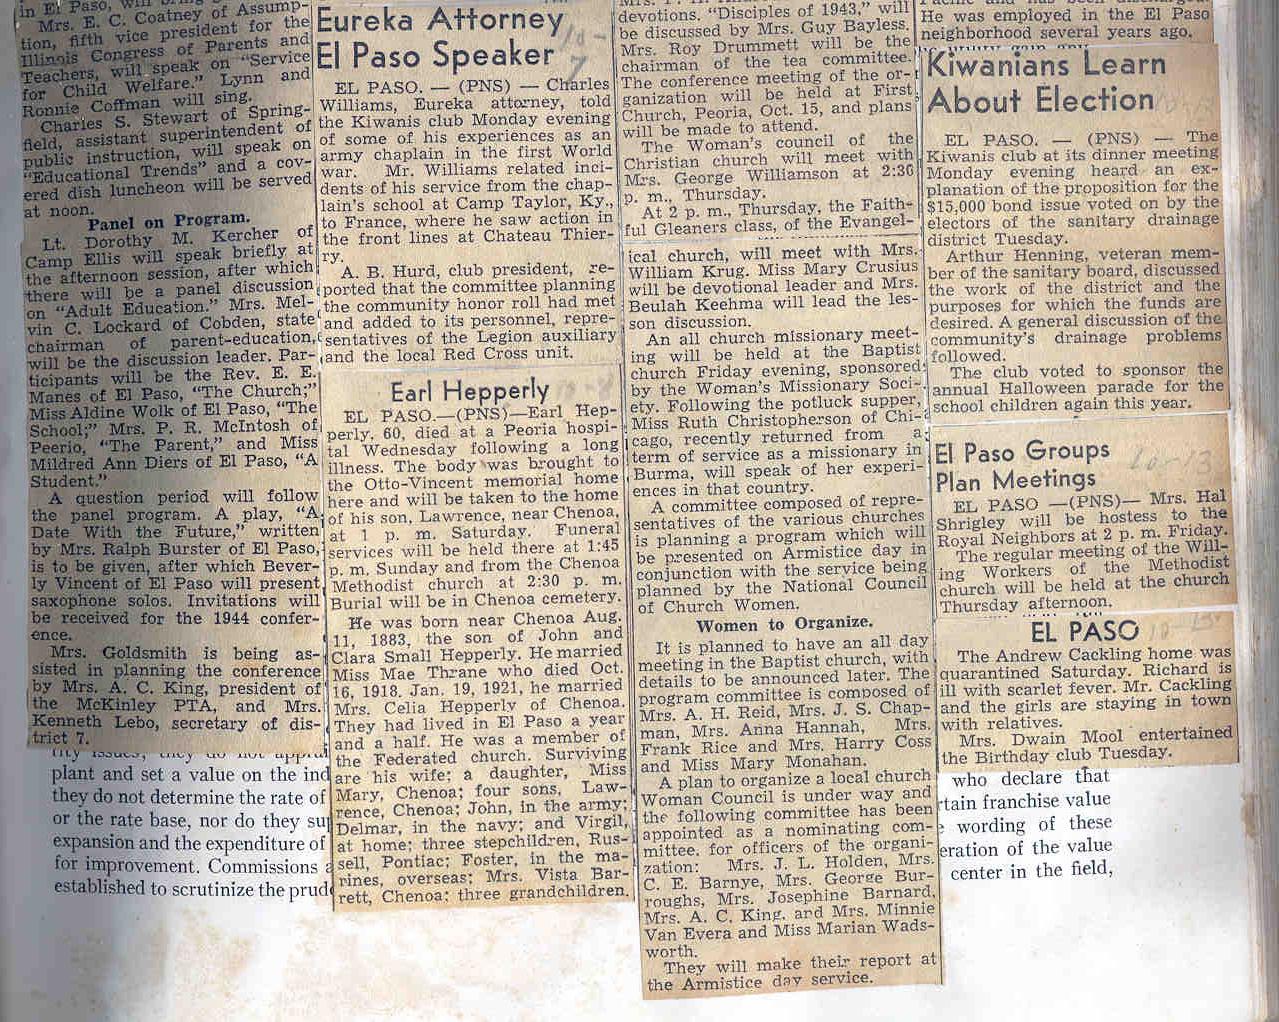 in El Paso, will bring
Mrs. E. C. Coatney of Assump-
tion, fifth vice president for the
Illinois Congress of Parents and
Teachers, will speak on "Service
for Child Welfare." Lynn and
Ronnie Coffman will sing.
Charles S. Stewart of Spring-
field, assistant superintendent of
public instruction, will speak on
"Educational Trends" and a cov-
ered dish luncheon will be served
at noon.
Panel on Program.
Lt. Dorothy M. Kercher of
Camp Ellis will speak briefly at
the afternoon session, after which
there will be a panel discussion
on "Adult Education." Mrs. Mel-
vin C. Lockard of Cobden, state
chairman of parent-education,
will be the discussion leader. Par-
ticipants will be the Rev. E. E.
Manes of El Paso, "The Church;"
Miss Aldine Wolk of El Paso, "The
School;" Mrs. P. R. McIntosh of
Peerio, "The Parent," and Miss
Mildred Ann Diers of El Paso, "A
Student."
A question period will follow
the panel program. A play, "A
Date With the Future," written
by Mrs. Ralph Burster of El Paso,
is to be given, after which Bever-
ly Vincent of El Paso will present
saxophone solos. Invitations will
be received for the 1944 confer-
ence.
Mrs. Goldsmith is being as-
sisted in planning the conference
by Mrs. A. C. King, president of
the McKinley PTA, and Mrs.
Kenneth Lebo, secretary of dis-
trict 7.
plant and set a value on the ind
they do not determine the rate of
or the rate base, nor do they sup
expansion and the expenditure of
for improvement. Commissions a
established to scrutinize the prud
Eureka Attorney
El Paso Speaker
10-
7
EL PASO. — (PNS) — Charles
Williams, Eureka attorney, told
the Kiwanis club Monday evening
of some of his experiences as an
army chaplain in the first World
war. Mr. Williams related inci-
dents of his service from the chap-
lain's school at Camp Taylor, Ky.,
to France, where he saw action in
the front lines at Chateau Thier-
ry.
A. B. Hurd, club president, re-
ported that the committee planning
the community honor roll had met
and added to its personnel, repre-
sentatives of the Legion auxiliary
and the local Red Cross unit.
Earl Hepperly
10-8
EL PASO.—(PNS)—Earl Hep-
perly, 60, died at a Peoria hospi-
tal Wednesday following a long
illness. The body was brought to
the Otto-Vincent memorial home
here and will be taken to the home
of his son, Lawrence, near Chenoa,
at 1 p. m. Saturday. Funeral
services will be held there at 1:45
p. m. Sunday and from the Chenoa
Methodist church at 2:30 p. m.
Burial will be in Chenoa cemetery.
He was born near Chenoa Aug.
11, 1883, the son of John and
Clara Small Hepperly. He married
Miss Mae Thrane who died Oct.
16, 1918. Jan. 19, 1921, he married
Mrs. Celia Hepperly of Chenoa.
They had lived in El Paso a year
and a half. He was a member of
the Federated church. Surviving
are his wife; a daughter, Miss
Mary, Chenoa; four sons, Law-
rence, Chenoa; John, in the army;
Delmar, in the navy; and Virgil,
at home; three stepchildren, Rus-
sell, Pontiac; Foster, in the ma-
rines, overseas; Mrs. Vista Bar-
rett, Chenoa; three grandchildren.
devotions. "Disciples of 1943," will
be discussed by Mrs. Guy Bayless.
Mrs. Roy Drummett will be the
chairman of the tea committee.
The conference meeting of the or-
ganization will be held at First
Church, Peoria, Oct. 15, and plans
will be made to attend.
The Woman's council of the
Christian church will meet with
Mrs. George Williamson at 2:30
p. m., Thursday.
At 2 p. m., Thursday, the Faith-
ful Gleaners class, of the Evangel-
ical church, will meet with Mrs.
William Krug. Miss Mary Crusius
will be devotional leader and Mrs.
Beulah Keehma will lead the les-
son discussion.
An all church missionary meet-
ing will be held at the Baptist
church Friday evening, sponsored
by the Woman's Missionary Soci-
ety. Following the potluck supper,
Miss Ruth Christopherson of Chi-
cago, recently returned from a
term of service as a missionary in
Burma, will speak of her experi-
ences in that country.
A committee composed of repre-
sentatives of the various churches
is planning a program which will
be presented on Armistice day in
conjunction with the service being
planned by the National Council
of Church Women.
Women to Organize.
It is planned to have an all day
meeting in the Baptist church, with
details to be announced later. The
program committee is composed of
Mrs. A. H. Reid, Mrs. J. S. Chap-
man, Mrs. Anna Hannah, Mrs.
Frank Rice and Mrs. Harry Coss
and Miss Mary Monahan.
A plan to organize a local church
Woman Council is under way and
the following committee has been
appointed as a nominating com-
mittee, for officers of the organi-
zation: Mrs. J. L. Holden, Mrs.
C. E. Barnye, Mrs. George Bur-
roughs, Mrs. Josephine Barnard,
Mrs. A. C. King, and Mrs. Minnie
Van Evera and Miss Marian Wads-
worth.
They will make their report at
the Armistice day service.
He was employed in the El Paso
neighborhood several years ago.
Kiwanians Learn
About Election
10-13
EL PASO. — (PNS) — The
Kiwanis club at its dinner meeting
Monday evening heard an ex-
planation of the proposition for the
$15,000 bond issue voted on by the
electors of the sanitary drainage
district Tuesday.
Arthur Henning, veteran mem-
ber of the sanitary board, discussed
the work of the district and the
purposes for which the funds are
desired. A general discussion of the
community's drainage problems
followed.
The club voted to sponsor the
annual Halloween parade for the
school children again this year.
El Paso Groups
Plan Meetings
10-13
EL PASO —(PNS)— Mrs. Hal
Shrigley will be hostess to the
Royal Neighbors at 2 p. m. Friday.
The regular meeting of the Will-
ing Workers of the Methodist
church will be held at the church
Thursday afternoon.
EL PASO
10-13
The Andrew Cackling home was
quarantined Saturday. Richard is
ill with scarlet fever. Mr. Cackling
and the girls are staying in town
with relatives.
Mrs. Dwain Mool entertained
the Birthday club Tuesday.
who declare that
rtain franchise value
wording of these
eration of the value
center in the field,